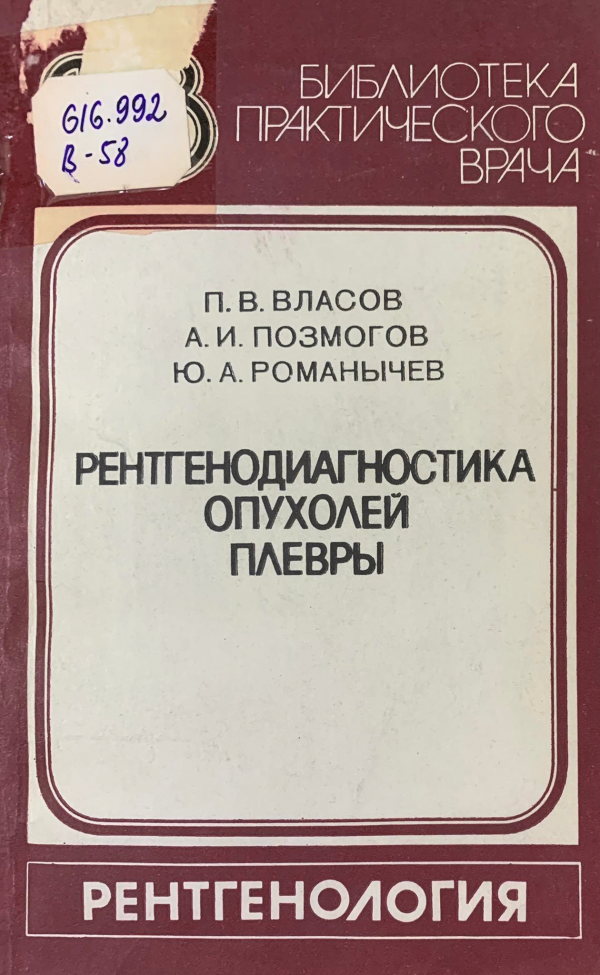 616.992
В-58
БИБЛИОТЕКА
ПРАКТИЧЕСКОГО
ВРАЧА
П. В. ВЛАСОВ
А. И. ПОЗМОГОВ
Ю. А. РОМАНЫЧЕВ
РЕНТГЕНОДИАГНОСТИКА
ОПУХОЛЕЙ
ПЛЕВРЫ
РЕНТГЕНОЛОГИЯ